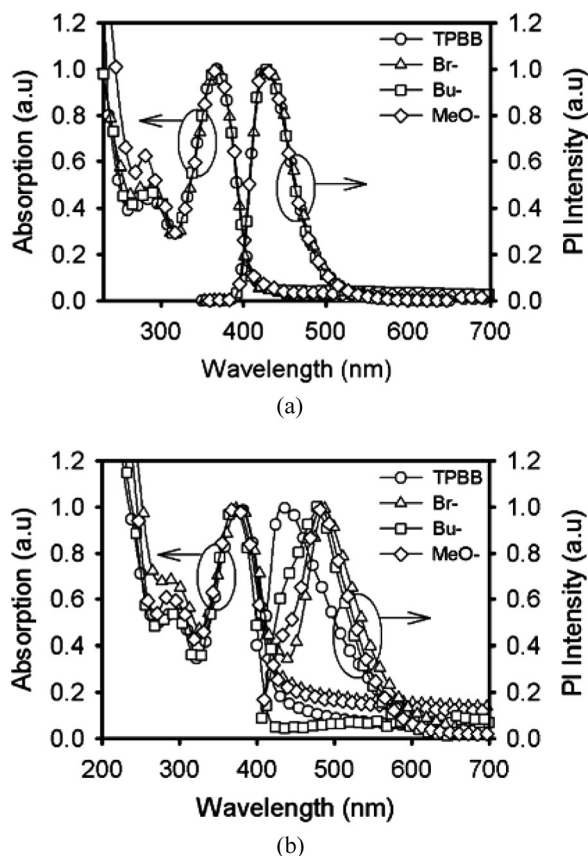 TPBB
Br-
Bu-
MeO-
Absorption (a.u)
1.2
1.0
0.8
0.6
0.4
0.2
0.0
PI Intensity (a.u)
1.2
1.0
0.8
0.6
0.4
0.2
0.0
300 400 500 600 700
Wavelength (nm)
(a)
TPBB
Br-
Bu-
MeO-
Absorption (a.u)
1.2
1.0
0.8
0.6
0.4
0.2
0.0
PI Intensity (a.u)
1.2
1.0
0.8
0.6
0.4
0.2
0.0
200 300 400 500 600 700
Wavelength (nm)
(b)